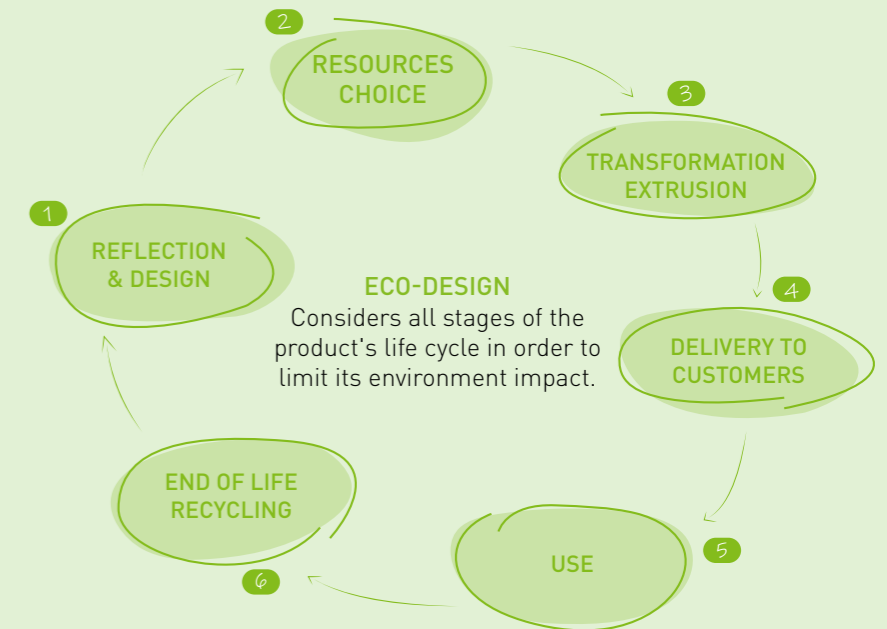 1
REFLECTION
& DESIGN
2
RESOURCES
CHOICE
3
TRANSFORMATION
EXTRUSION
4
DELIVERY TO
CUSTOMERS
5
USE
6
END OF LIFE
RECYCLING
ECO-DESIGN
Considers all stages of the
product's life cycle in order to
limit its environment impact.